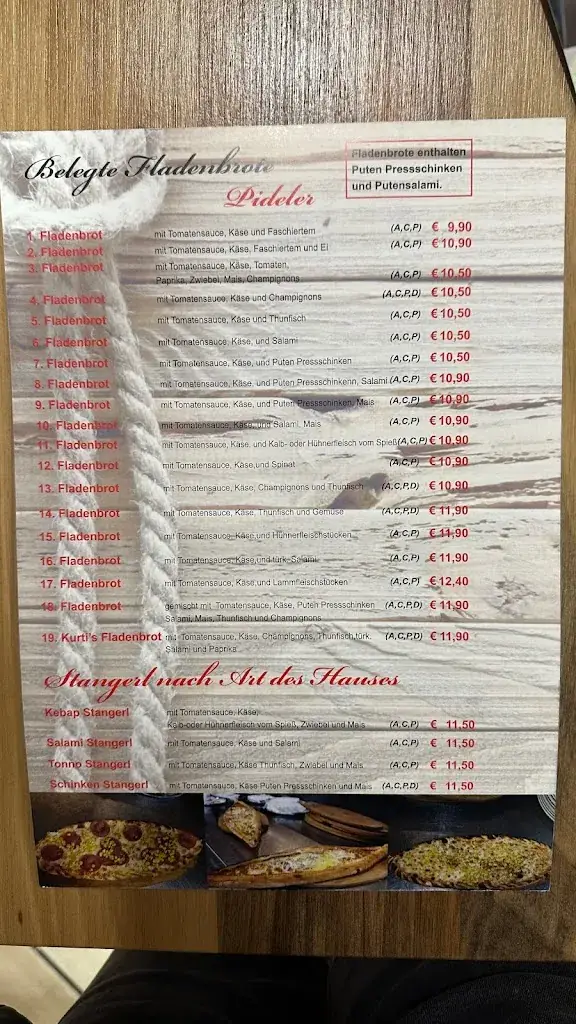 Belegte Fladenbrote
Pideler
Fladenbrote enthalten
Puten Pressschinken
und Putensalami.
1. Fladenbrot mit Tomatensauce, Käse und Faschiertem (A,C,P) € 9,90
2. Fladenbrot mit Tomatensauce, Käse, Faschiertem und Ei (A,C,P) € 10,90
3. Fladenbrot mit Tomatensauce, Käse, Tomaten,
Paprika, Zwiebel, Mais, Champignons (A,C,P) € 10,50
4. Fladenbrot mit Tomatensauce, Käse und Champignons (A,C,P,D) € 10,50
5. Fladenbrot mit Tomatensauce, Käse und Thunfisch (A,C,P) € 10,50
6. Fladenbrot mit Tomatensauce, Käse, und Salami (A,C,P) € 10,50
7. Fladenbrot mit Tomatensauce, Käse, und Puten Pressschinken (A,C,P) € 10,50
8. Fladenbrot mit Tomatensauce, Käse, und Puten Pressschinkenn, Salami (A,C,P) € 10,90
9. Fladenbrot mit Tomatensauce, Käse, und Puten Pressschinken, Mais (A,C,P) € 10,90
10. Fladenbrot mit Tomatensauce, Käse, und Salami, Mais (A,C,P) € 10,90
11. Fladenbrot mit Tomatensauce, Käse, und Kalb- oder Hühnerfleisch vom Spieß (A,C,P) € 10,90
12. Fladenbrot mit Tomatensauce, Käse,und Spinat (A,C,P) € 10,90
13. Fladenbrot mit Tomatensauce, Käse, Champignons und Thunfisch (A,C,P,D) € 10,90
14. Fladenbrot mit Tomatensauce, Käse, Thunfisch und Gemüse (A,C,P,D) € 11,90
15. Fladenbrot mit Tomatensauce, Käse und Hühnerfleischstücken (A,C,P) € 11,90
16. Fladenbrot mit Tomatensauce, Käse,und türk. Salami (A,C,P) € 11,90
17. Fladenbrot mit Tomatensauce, Käse,und Lammfleischstücken (A,C,P) € 12,40
18. Fladenbrot gemischt mit Tomatensauce, Käse, Puten Pressschinken (A,C,P,D) € 11,90
Salami, Mais, Thunfisch und Champignons
19. Kurti's Fladenbrot mit Tomatensauce, Käse, Champignons, Thunfisch,türk. (A,C,P,D) € 11,90
Salami und Paprika
Stangerl nach Art des Hauses
Kebap Stangerl mit Tomatensauce, Käse,
Kalb-oder Hühnerfleisch vom Spieß, Zwiebel und Mais (A,C,P) € 11,50
Salami Stangerl mit Tomatensauce, Käse und Salami (A,C,P) € 11,50
Tonno Stangerl mit Tomatensauce, Käse Thunfisch, Zwiebel und Mais (A,C,P) € 11,50
Schinken Stangerl mit Tomatensauce, Käse Puten Pressschinken und Mais (A,C,P,D) € 11,50